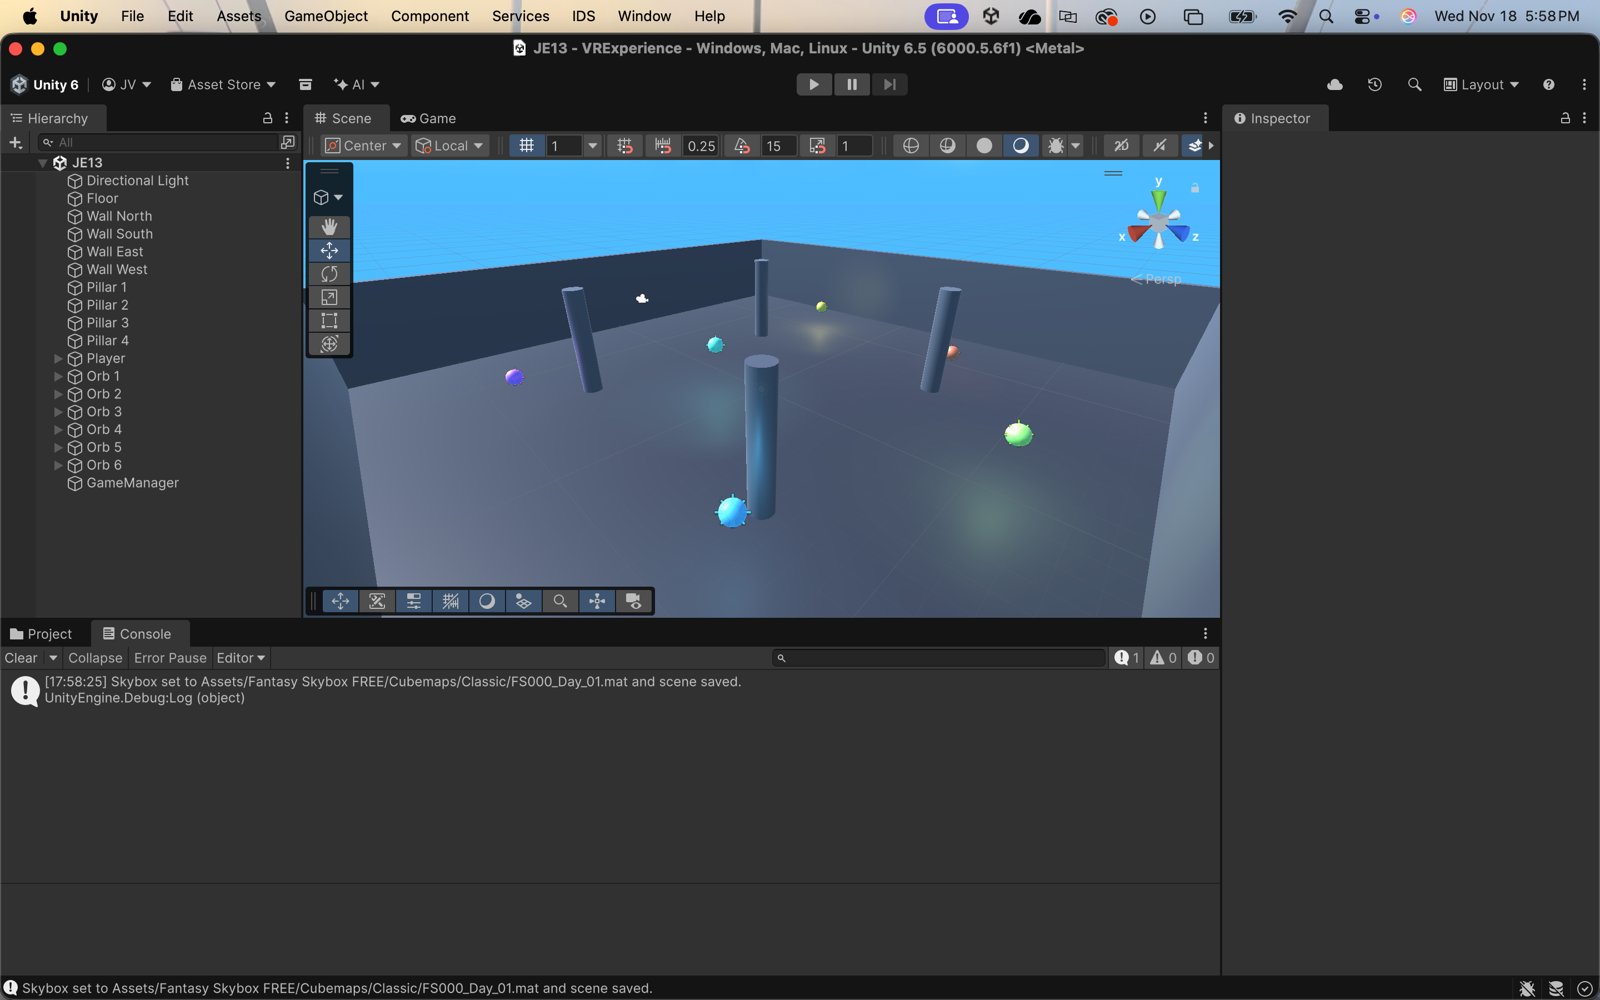 Unity File Edit Assets GameObject Component Services IDS Window Help Wed Nov 18 5:58 PM
JE13 - VRExperience - Windows, Mac, Linux - Unity 6.5 (6000.5.6f1) <Metal>
Unity 6 JV Asset Store AI Layout
Hierarchy
All
JE13
Directional Light
Floor
Wall North
Wall South
Wall East
Wall West
Pillar 1
Pillar 2
Pillar 3
Pillar 4
Player
Orb 1
Orb 2
Orb 3
Orb 4
Orb 5
Orb 6
GameManager
Scene Game
Center Local 1 0.25 15 1 2D
y
x z
Persp
Inspector
Project Console
Clear Collapse Error Pause Editor 1 0 0
[17:58:25] Skybox set to Assets/Fantasy Skybox FREE/Cubemaps/Classic/FS000_Day_01.mat and scene saved.
UnityEngine.Debug:Log (object)
Skybox set to Assets/Fantasy Skybox FREE/Cubemaps/Classic/FS000_Day_01.mat and scene saved.